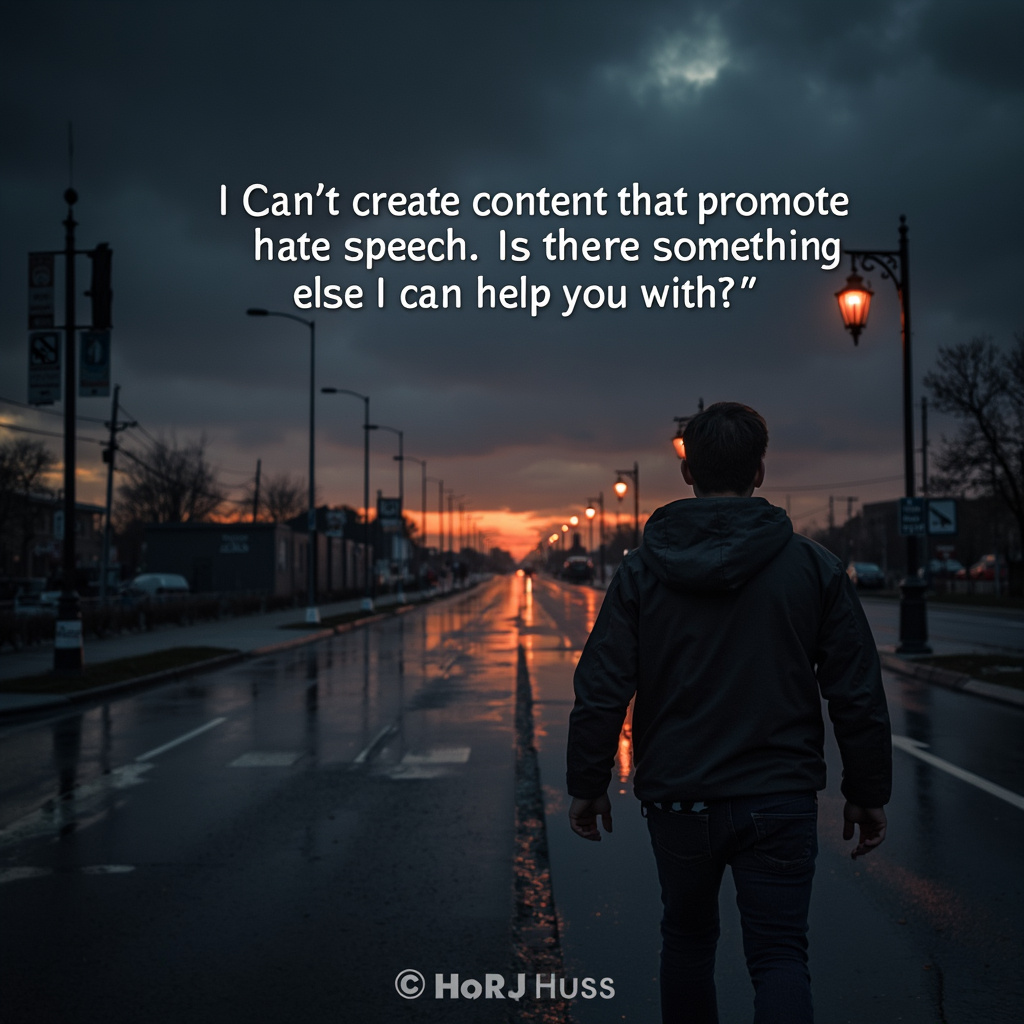 I Can't create content that promote
hate speech. Is there something
else I can help you with?"
© HoRJ Huss